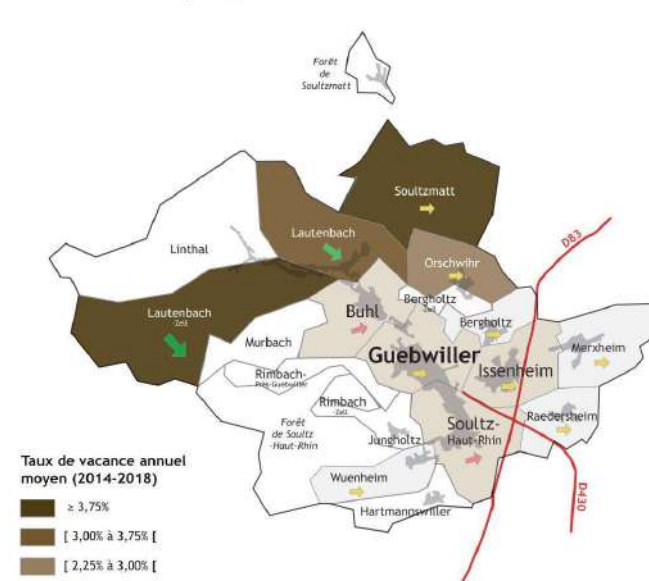 Forêt
de
Soultzmatt
Soultzmatt
Lautenbach
Linthal
Orschwihr
D83
Bergholtz
-Zell
Lautenbach
-Zell
Buhl
Bergholtz
Murbach
Merxheim
Guebwiller
Issenheim
Rimbach-
Près-Guebwiller
Rimbach
-Zell
Raedersheim
Forêt
de Soultz
-Haut-Rhin
Soultz-
Haut-Rhin
Jungholtz
Wuenheim
D430
Hartmannswiller
Taux de vacance annuel
moyen (2014-2018)
≥ 3,75%
[ 3,00% à 3,75% [
[ 2,25% à 3,00% [